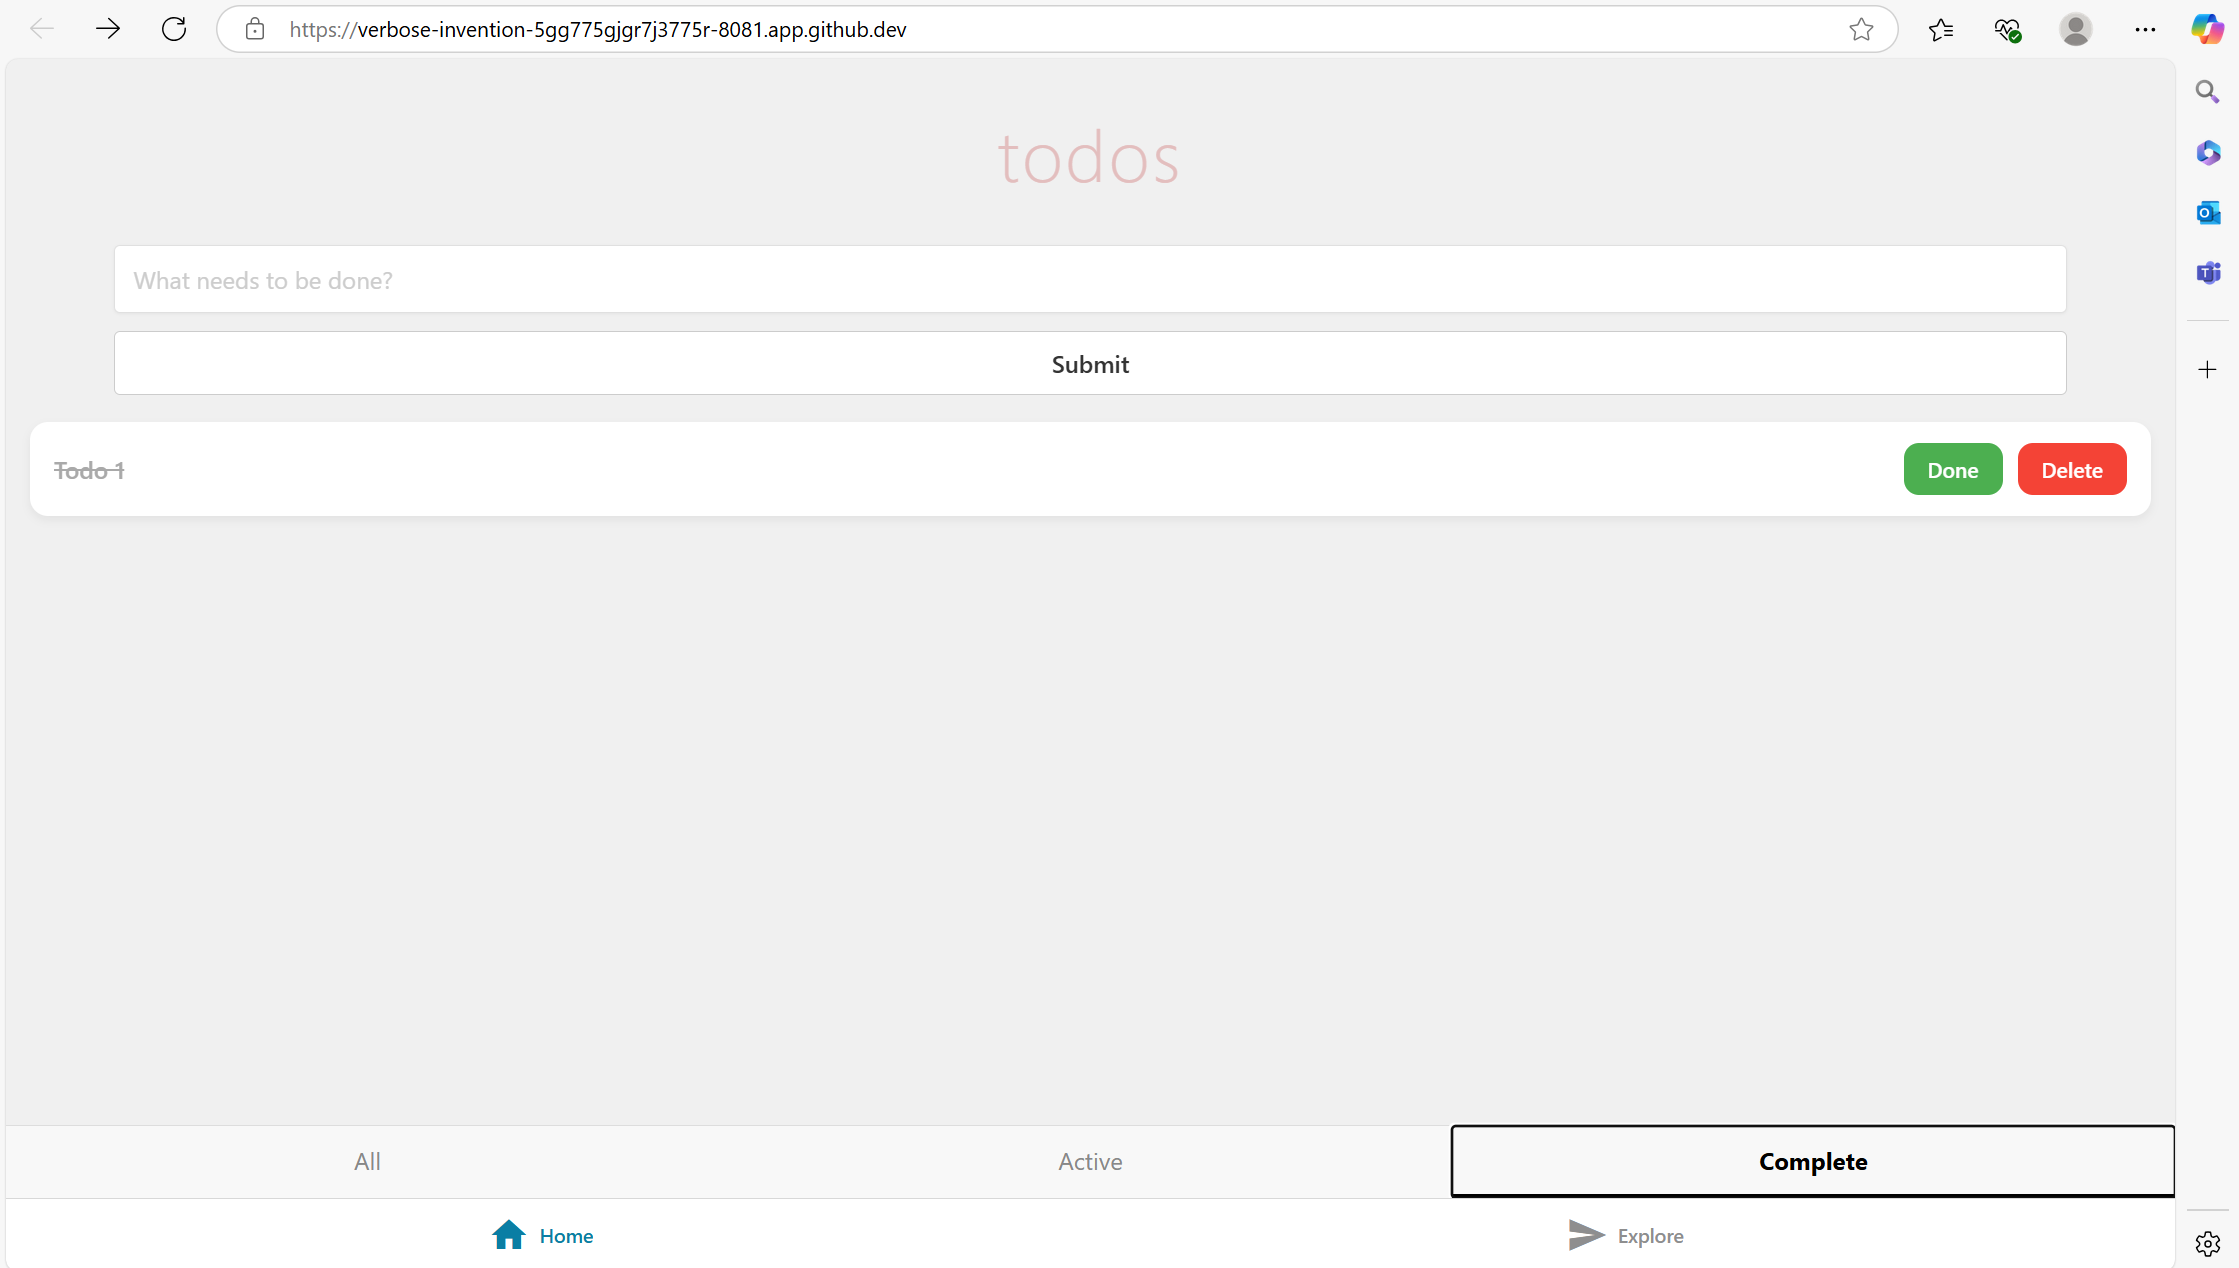 https://verbose-invention-5gg775gjgr7j3775r-8081.app.github.dev
todos
What needs to be done?
Submit
Todo 1 Done Delete
All Active Complete
Home Explore